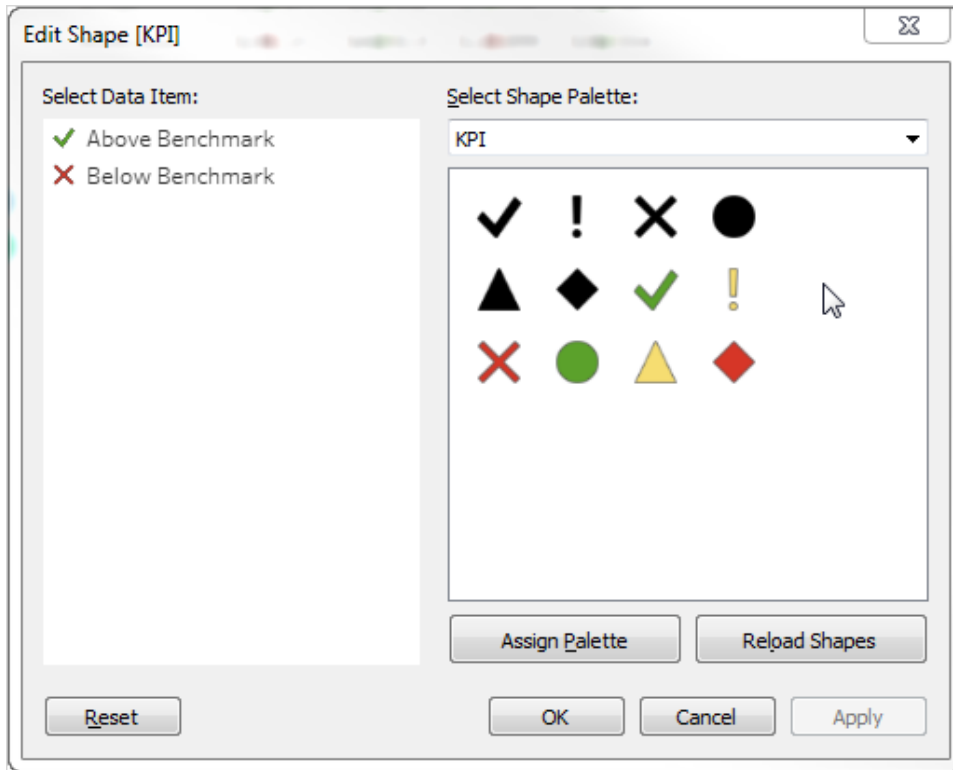 Edit Shape [KPI]
Select Data Item:
Above Benchmark
Below Benchmark
Select Shape Palette:
KPI
Assign Palette
Reload Shapes
Reset
OK
Cancel
Apply